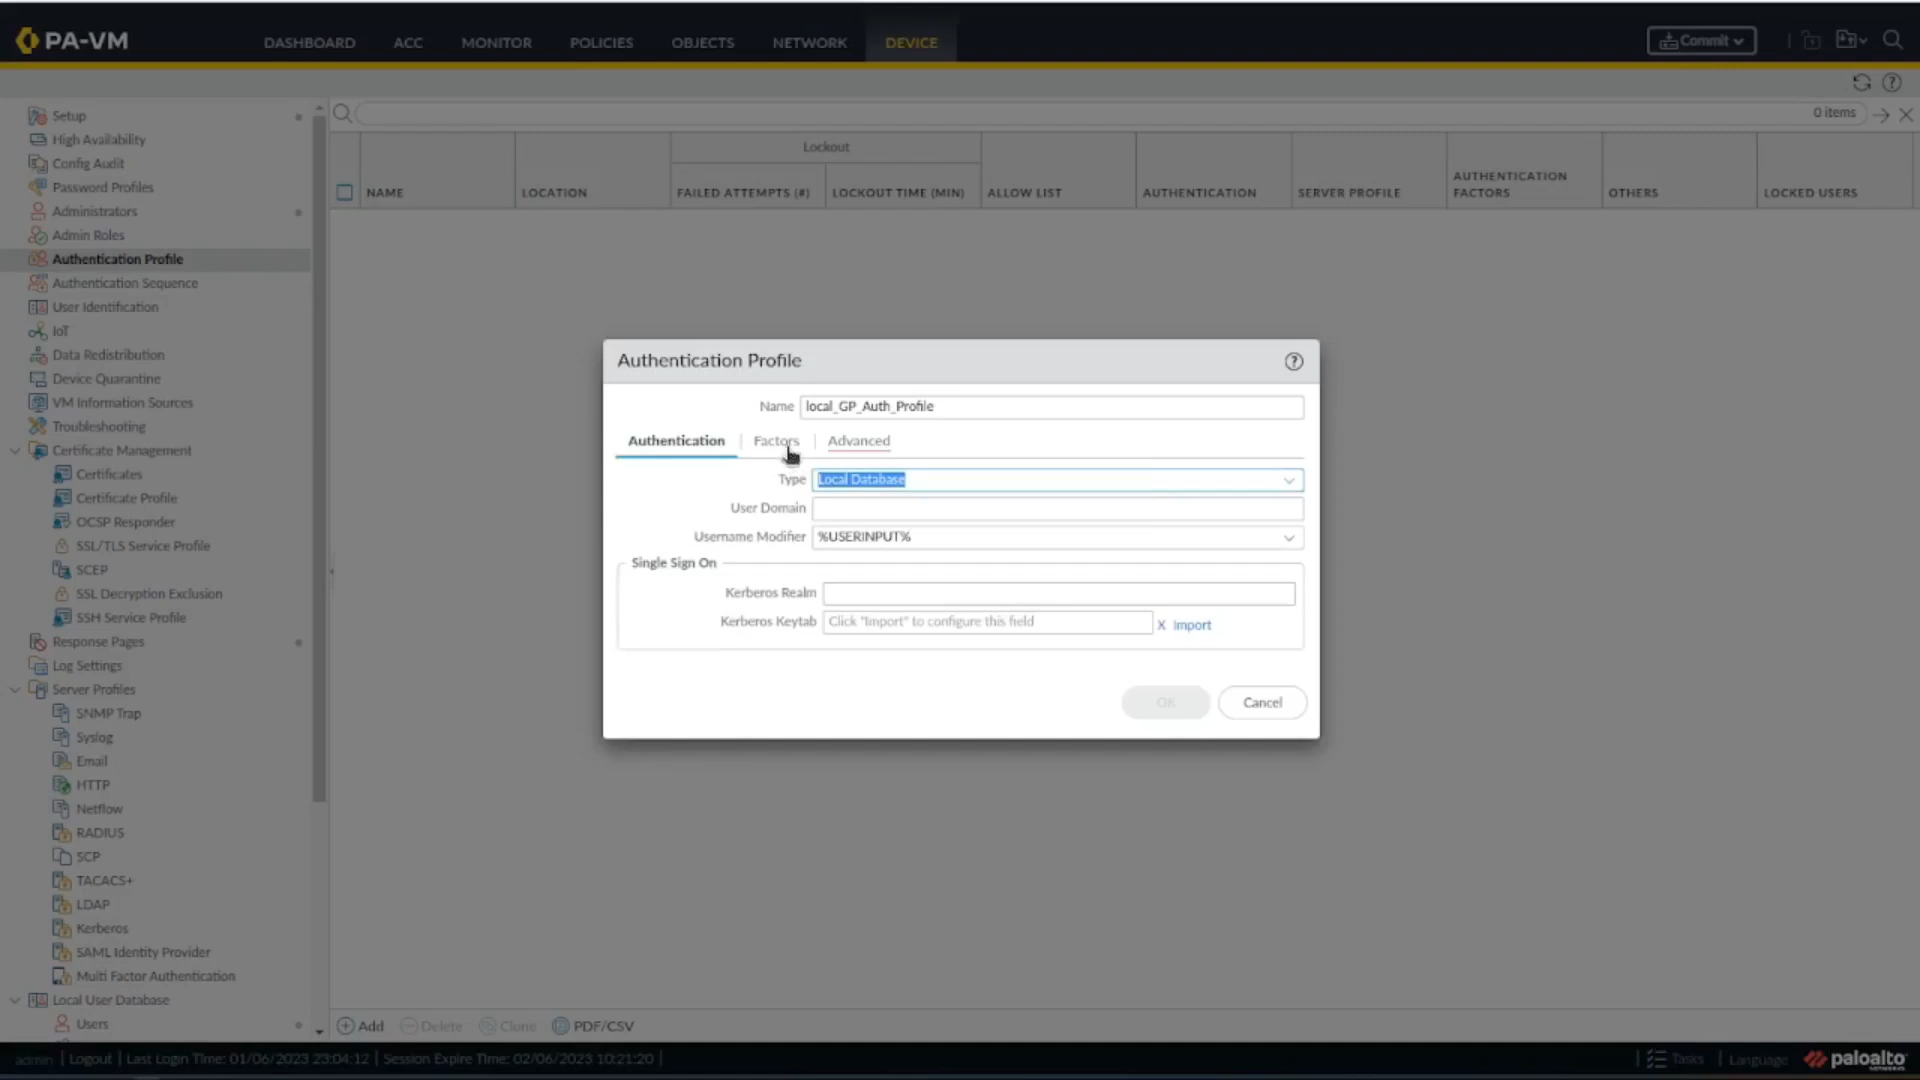 PA-VM
DASHBOARD ACC MONITOR POLICIES OBJECTS NETWORK DEVICE
Commit
Setup
High Availability
Config Audit
Password Profiles
Administrators
Admin Roles
Authentication Profile
Authentication Sequence
User Identification
IoT
Data Redistribution
Device Quarantine
VM Information Sources
Troubleshooting
Certificate Management
Certificates
Certificate Profile
OCSP Responder
SSL/TLS Service Profile
SCEP
SSL Decryption Exclusion
SSH Service Profile
Response Pages
Log Settings
Server Profiles
SNMP Trap
Syslog
Email
HTTP
Netflow
RADIUS
SCP
TACACS+
LDAP
Kerberos
SAML Identity Provider
Multi Factor Authentication
Local User Database
Users
0 items
Lockout
NAME LOCATION FAILED ATTEMPTS (#) LOCKOUT TIME (MIN) ALLOW LIST AUTHENTICATION SERVER PROFILE AUTHENTICATION FACTORS OTHERS LOCKED USERS
Authentication Profile
Name local_GP_Auth_Profile
Authentication | Factors | Advanced
Type Local Database
User Domain
Username Modifier %USERINPUT%
Single Sign On
Kerberos Realm
Kerberos Keytab Click "Import" to configure this field X Import
OK Cancel
Add Delete Clone PDF/CSV
admin | Logout | Last Login Time: 01/06/2023 23:04:12 | Session Expire Time: 02/06/2023 10:21:20 |
| Tasks | Language paloalto
NETWORKS